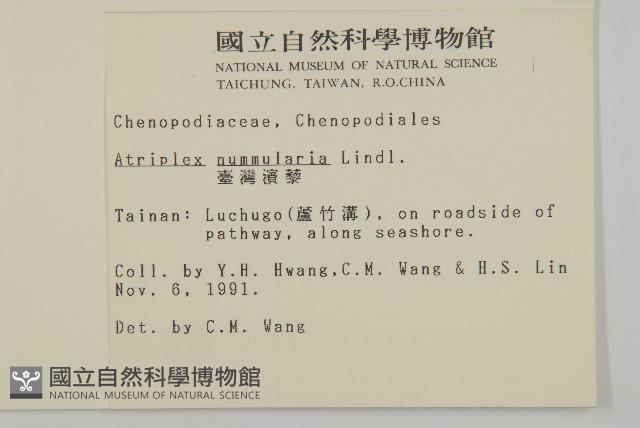 國立自然科學博物館
NATIONAL MUSEUM OF NATURAL SCIENCE
TAICHUNG, TAIWAN, R.O.CHINA
Chenopodiaceae, Chenopodiales
Atriplex nummularia Lindl.
臺灣濱藜
Tainan: Luchugo(蘆竹溝), on roadside of
pathway, along seashore.
Coll. by Y.H. Hwang,C.M. Wang & H.S. Lin
Nov. 6, 1991.
Det. by C.M. Wang
國立自然科學博物館
NATIONAL MUSEUM OF NATURAL SCIENCE